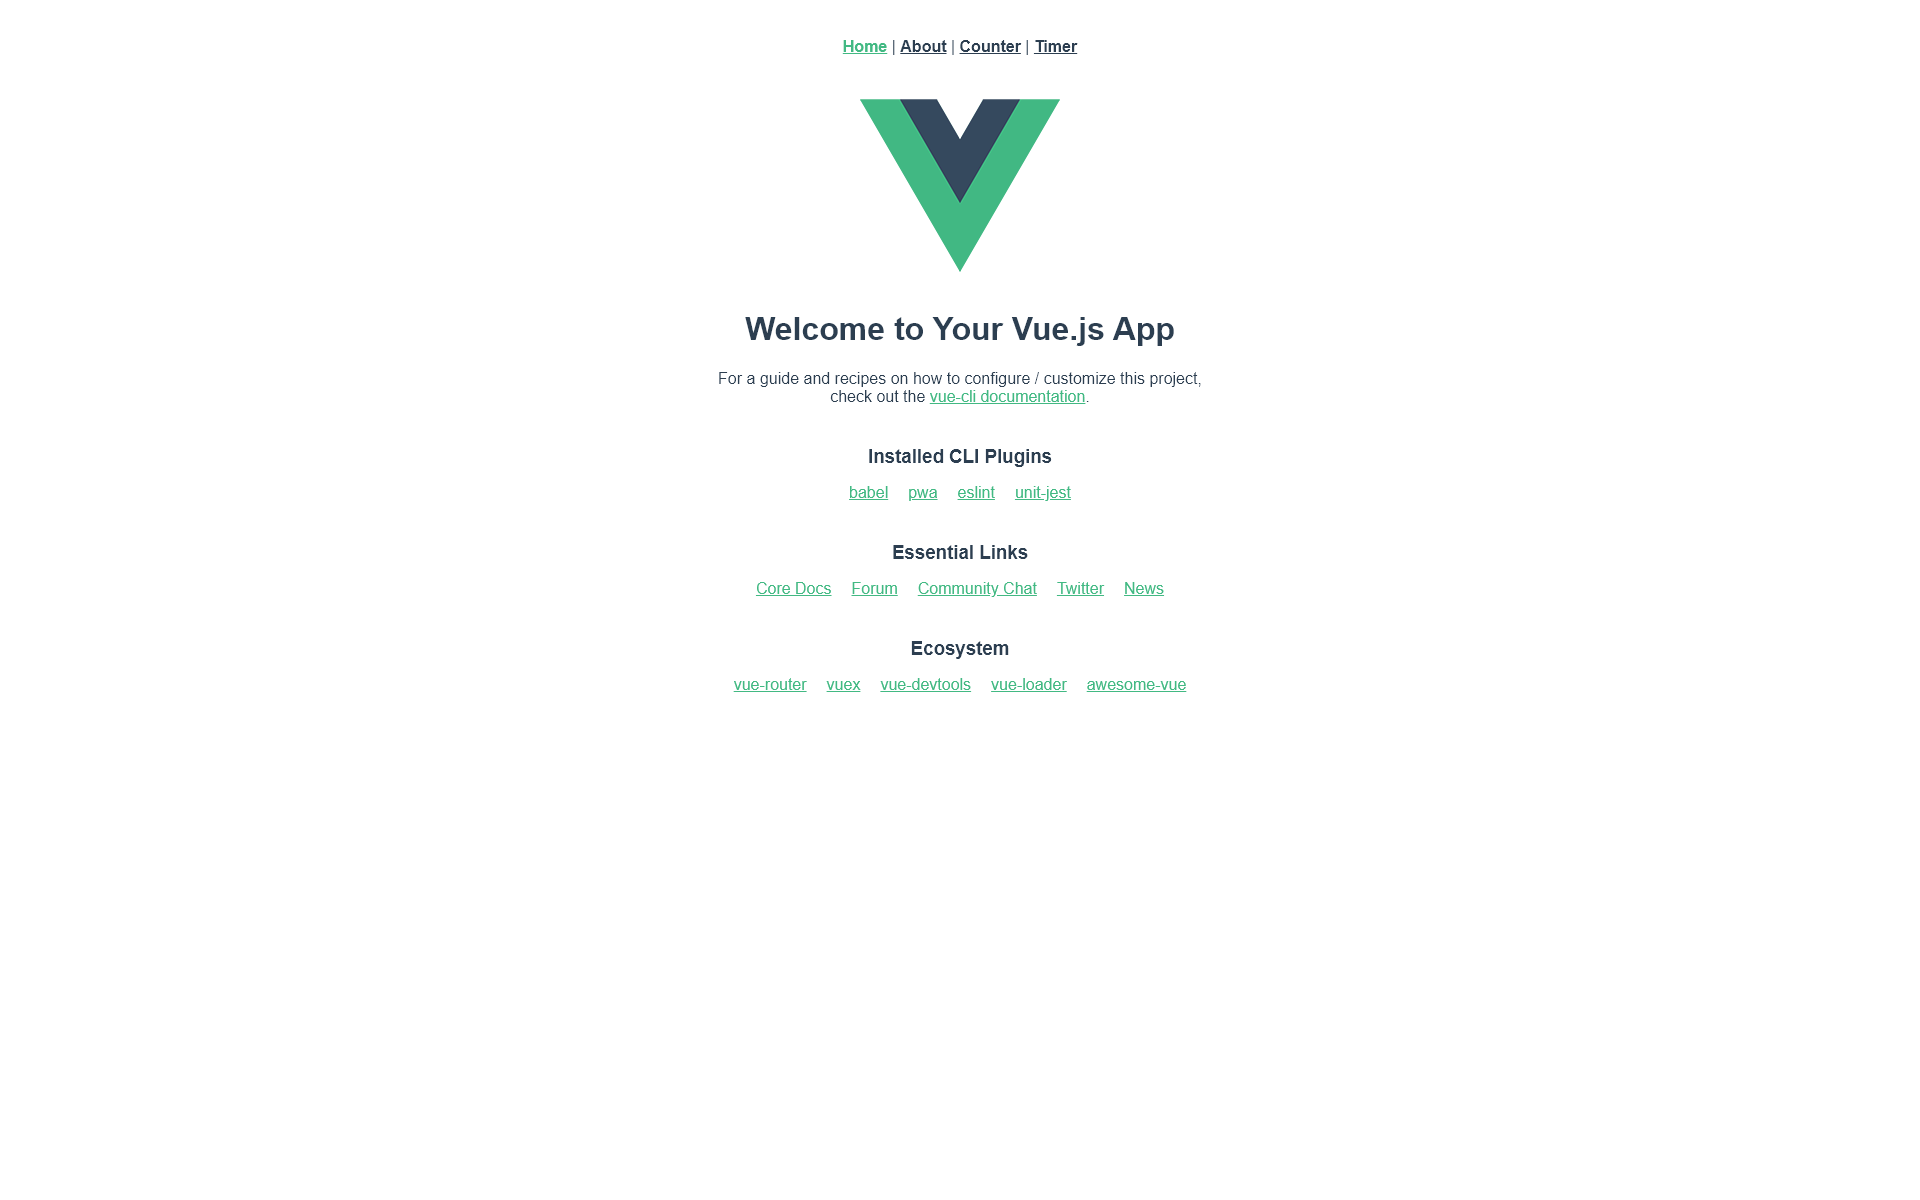 Home | About | Counter | Timer
Welcome to Your Vue.js App
For a guide and recipes on how to configure / customize this project,
check out the vue-cli documentation.
Installed CLI Plugins
babel pwa eslint unit-jest
Essential Links
Core Docs Forum Community Chat Twitter News
Ecosystem
vue-router vuex vue-devtools vue-loader awesome-vue